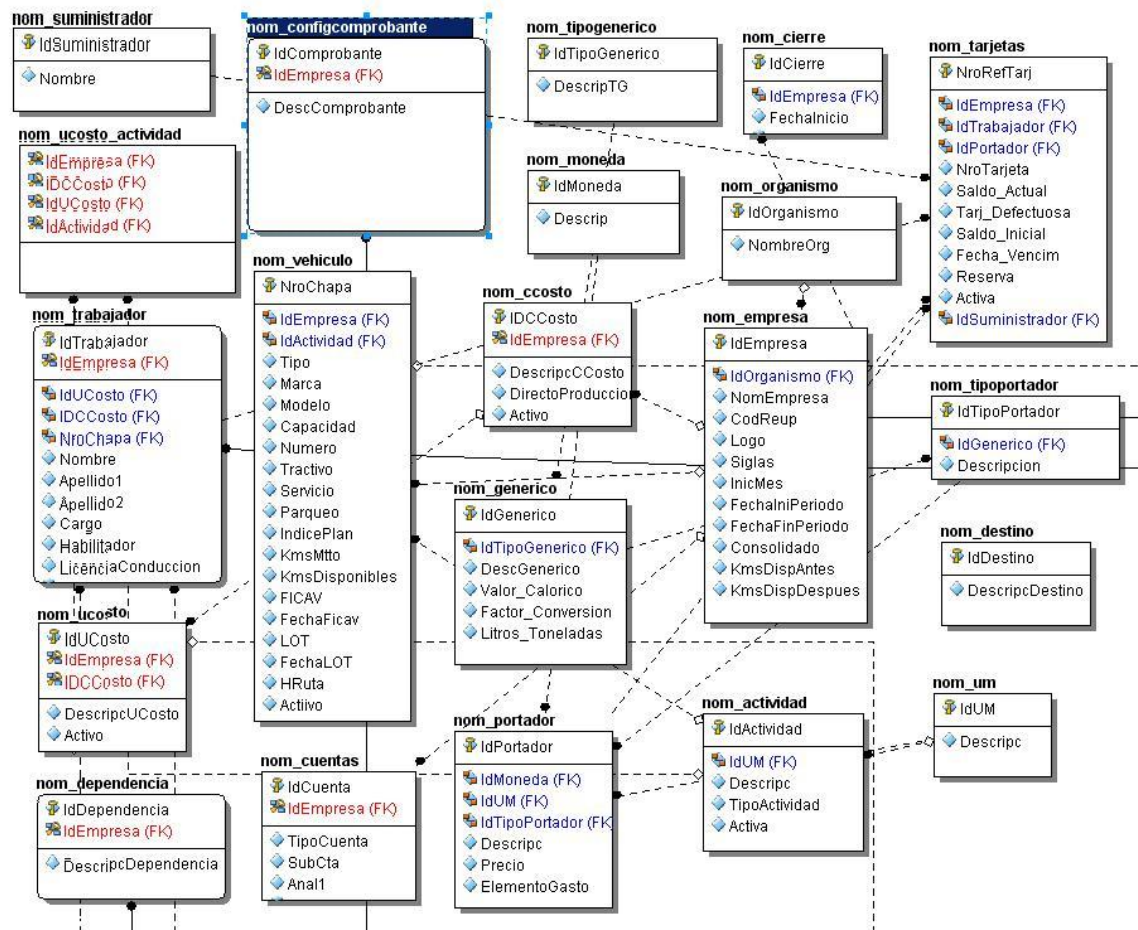 nom_suministrador
IdSuministrador
Nombre
nom_configcomprobante
IdComprobante
IdEmpresa (FK)
DescComprobante
nom_tipogenerico
IdTipoGenerico
DescripTG
nom_cierre
IdCierre
IdEmpresa (FK)
FechaInicio
nom_tarjetas
NroRefTarj
IdEmpresa (FK)
IdTrabajador (FK)
IdPortador (FK)
NroTarjeta
Saldo_Actual
Tarj_Defectuosa
Saldo_Inicial
Fecha_Vencim
Reserva
Activa
IdSuministrador (FK)
nom_ucosto_actividad
IdEmpresa (FK)
IDCCosto (FK)
IdUCosto (FK)
IdActividad (FK)
nom_moneda
IdMoneda
Descrip
nom_organismo
IdOrganismo
NombreOrg
nom_vehiculo
NroChapa
IdEmpresa (FK)
IdActividad (FK)
Tipo
Marca
Modelo
Capacidad
Numero
Tractivo
Servicio
Parqueo
IndicePlan
KmsMtto
KmsDisponibles
FICAV
FechaFicav
LOT
FechaLOT
HRuta
Actiivo
nom_ccosto
IDCCosto
IdEmpresa (FK)
DescripcCCosto
DirectoProduccio
Activo
nom_empresa
IdEmpresa
IdOrganismo (FK)
NomEmpresa
CodReup
Logo
Siglas
InicMes
FechaIniPeriodo
FechaFinPeriodo
Consolidado
KmsDispAntes
KmsDispDespues
nom_trabajador
IdTrabajador
IdEmpresa (FK)
IdUCosto (FK)
IDCCosto (FK)
NroChapa (FK)
Nombre
Apellido1
Apellido2
Cargo
Habilitador
LicenciaConduccion
nom_tipoportador
IdTipoPortador
IdGenerico (FK)
Descripcion
nom_generico
IdGenerico
IdTipoGenerico (FK)
DescGenerico
Valor_Calorico
Factor_Conversion
Litros_Toneladas
nom_destino
IdDestino
DescripcDestino
nom_ucosto
IdUCosto
IdEmpresa (FK)
IDCCosto (FK)
DescripcUCosto
Activo
nom_portador
IdPortador
IdMoneda (FK)
IdUM (FK)
IdTipoPortador (FK
Descripc
Precio
ElementoGasto
nom_actividad
IdActividad
IdUM (FK)
Descripc
TipoActividad
Activa
nom_um
IdUM
Descripc
nom_cuentas
IdCuenta
IdEmpresa (FK)
TipoCuenta
SubCta
Anal1
nom_dependencia
IdDependencia
IdEmpresa (FK)
DescripcDependencia